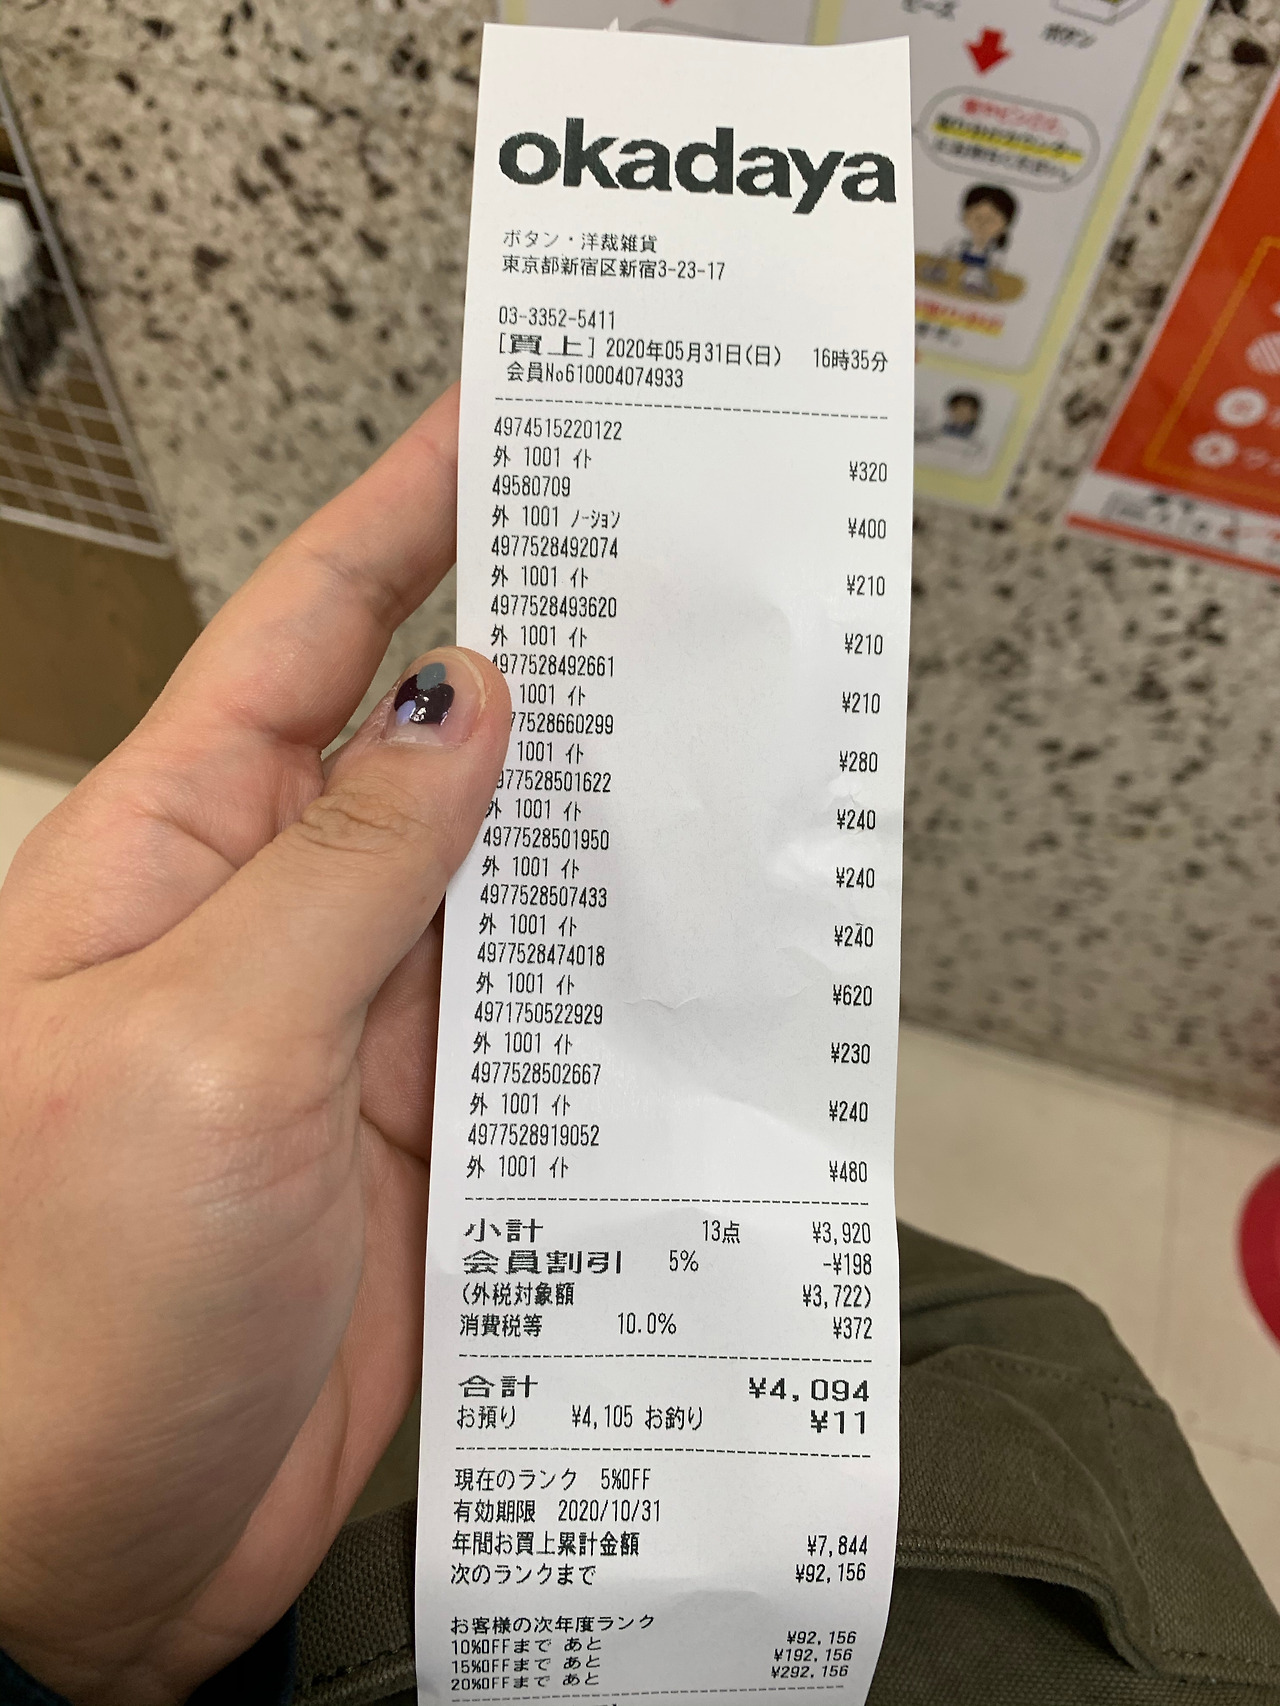 ビーズ
ボタン
okadaya
ボタン・洋裁雑貨
東京都新宿区新宿3-23-17
03-3352-5411
[買上] 2020年05月31日(日) 16時35分
会員No610004074933
4974515220122
外 1001 イト ¥320
49580709
外 1001 ノーション ¥400
4977528492074
外 1001 イト ¥210
4977528493620
外 1001 イト ¥210
4977528492661
1001 イト ¥210
77528660299
1001 イト ¥280
977528501622
外 1001 イト ¥240
4977528501950
外 1001 イト ¥240
4977528507433
外 1001 イト ¥240
4977528474018
外 1001 イト ¥620
4971750522929
外 1001 イト ¥230
4977528502667
外 1001 イト ¥240
4977528919052
外 1001 イト ¥480
小計 13点 ¥3,920
会員割引 5% -¥198
(外税対象額 ¥3,722)
消費税等 10.0% ¥372
合計 ¥4,094
お預り ¥4,105 お釣り ¥11
現在のランク 5%OFF
有効期限 2020/10/31
年間お買上累計金額 ¥7,844
次のランクまで ¥92,156
お客様の次年度ランク
10%OFFまで あと ¥92,156
15%OFFまで あと ¥192,156
20%OFFまで あと ¥292,156